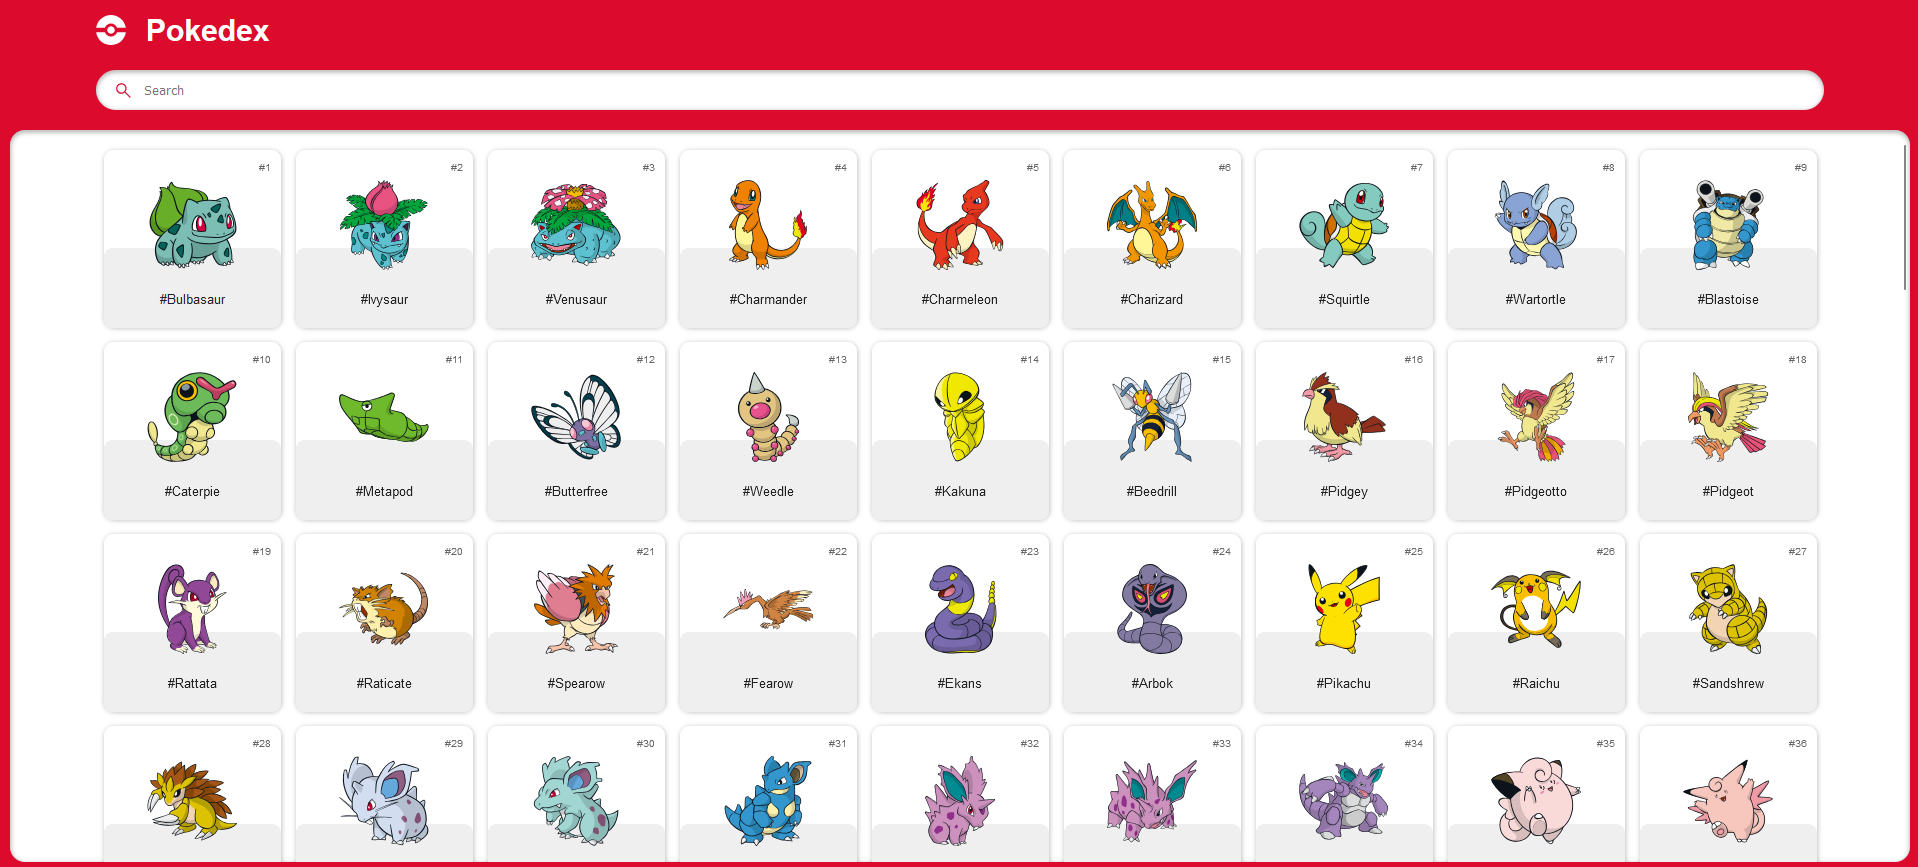 Pokedex
Search
#1 #2 #3 #4 #5 #6 #7 #8 #9
#Bulbasaur #Ivysaur #Venusaur #Charmander #Charmeleon #Charizard #Squirtle #Wartortle #Blastoise
#10 #11 #12 #13 #14 #15 #16 #17 #18
#Caterpie #Metapod #Butterfree #Weedle #Kakuna #Beedrill #Pidgey #Pidgeotto #Pidgeot
#19 #20 #21 #22 #23 #24 #25 #26 #27
#Rattata #Raticate #Spearow #Fearow #Ekans #Arbok #Pikachu #Raichu #Sandshrew
#28 #29 #30 #31 #32 #33 #34 #35 #36